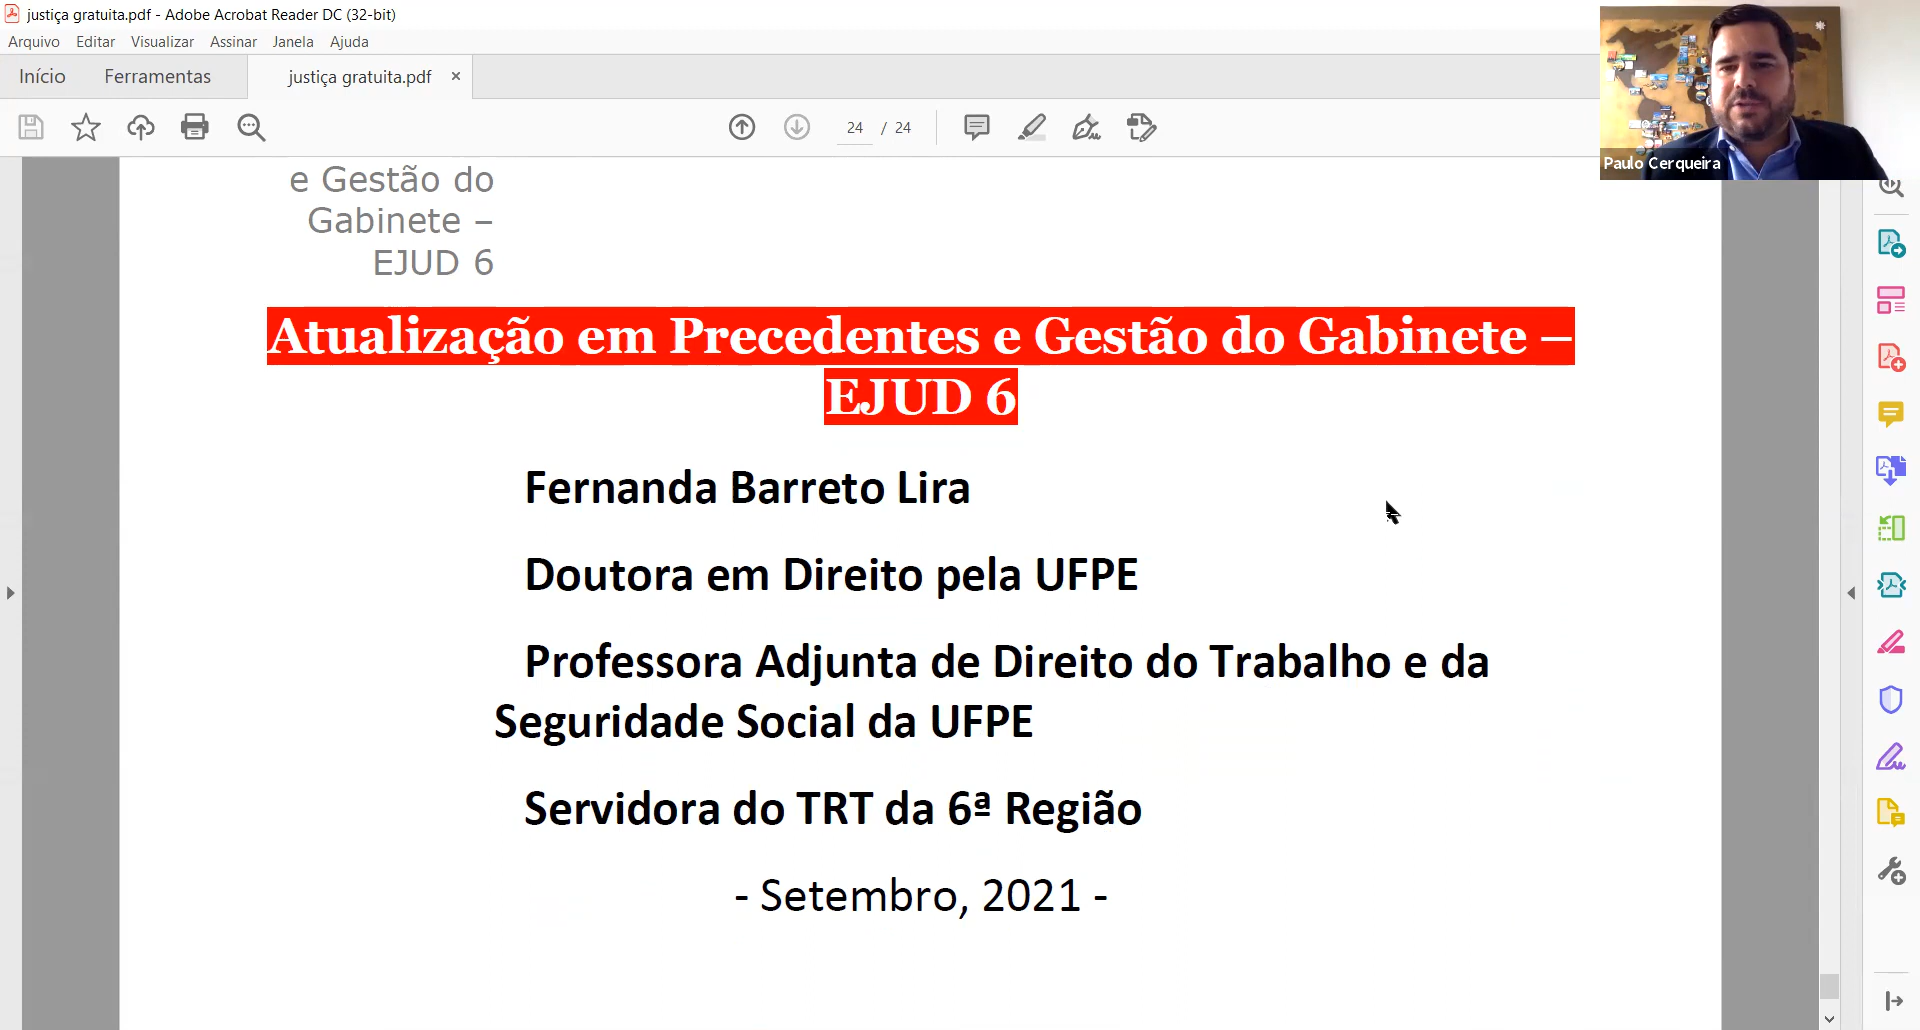 justiça gratuita.pdf - Adobe Acrobat Reader DC (32-bit)
Arquivo Editar Visualizar Assinar Janela Ajuda
Início Ferramentas justiça gratuita.pdf ×
24 / 24
Paulo Cerqueira
e Gestão do
Gabinete –
EJUD 6
Atualização em Precedentes e Gestão do Gabinete –
EJUD 6
Fernanda Barreto Lira
Doutora em Direito pela UFPE
Professora Adjunta de Direito do Trabalho e da
Seguridade Social da UFPE
Servidora do TRT da 6ª Região
- Setembro, 2021 -